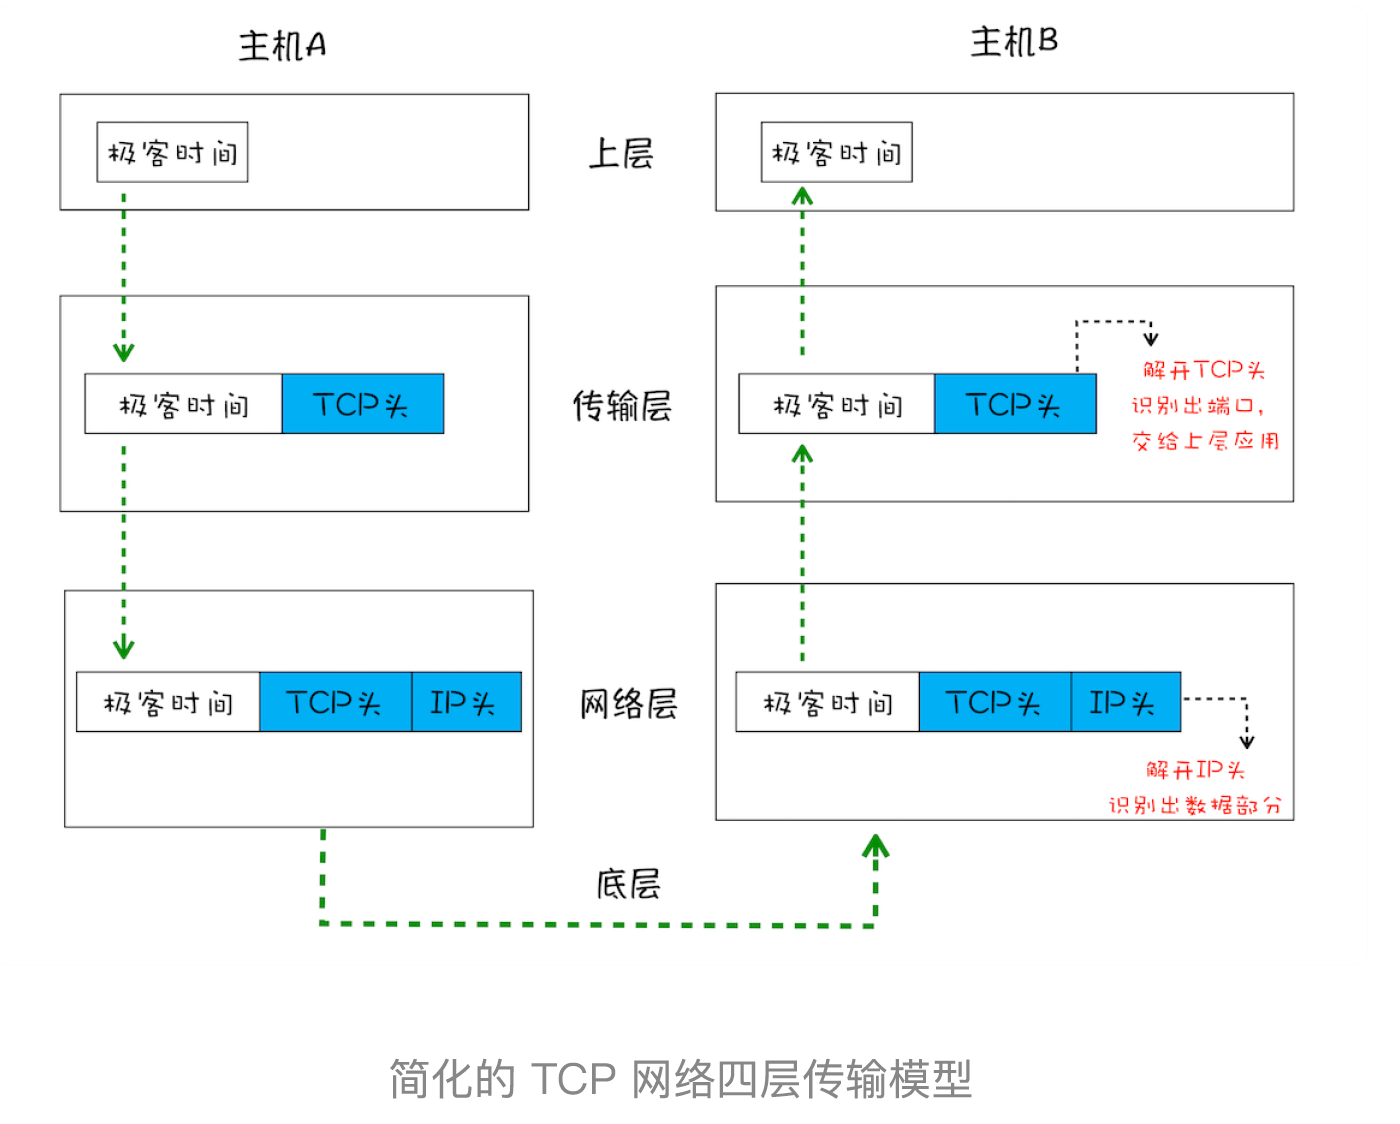 主机A
主机B
极客时间
上层
极客时间
极客时间 TCP头
传输层
极客时间 TCP头
解开TCP头
识别出端口，
交给上层应用
极客时间 TCP头 IP头
网络层
极客时间 TCP头 IP头
解开IP头
识别出数据部分
底层
简化的 TCP 网络四层传输模型